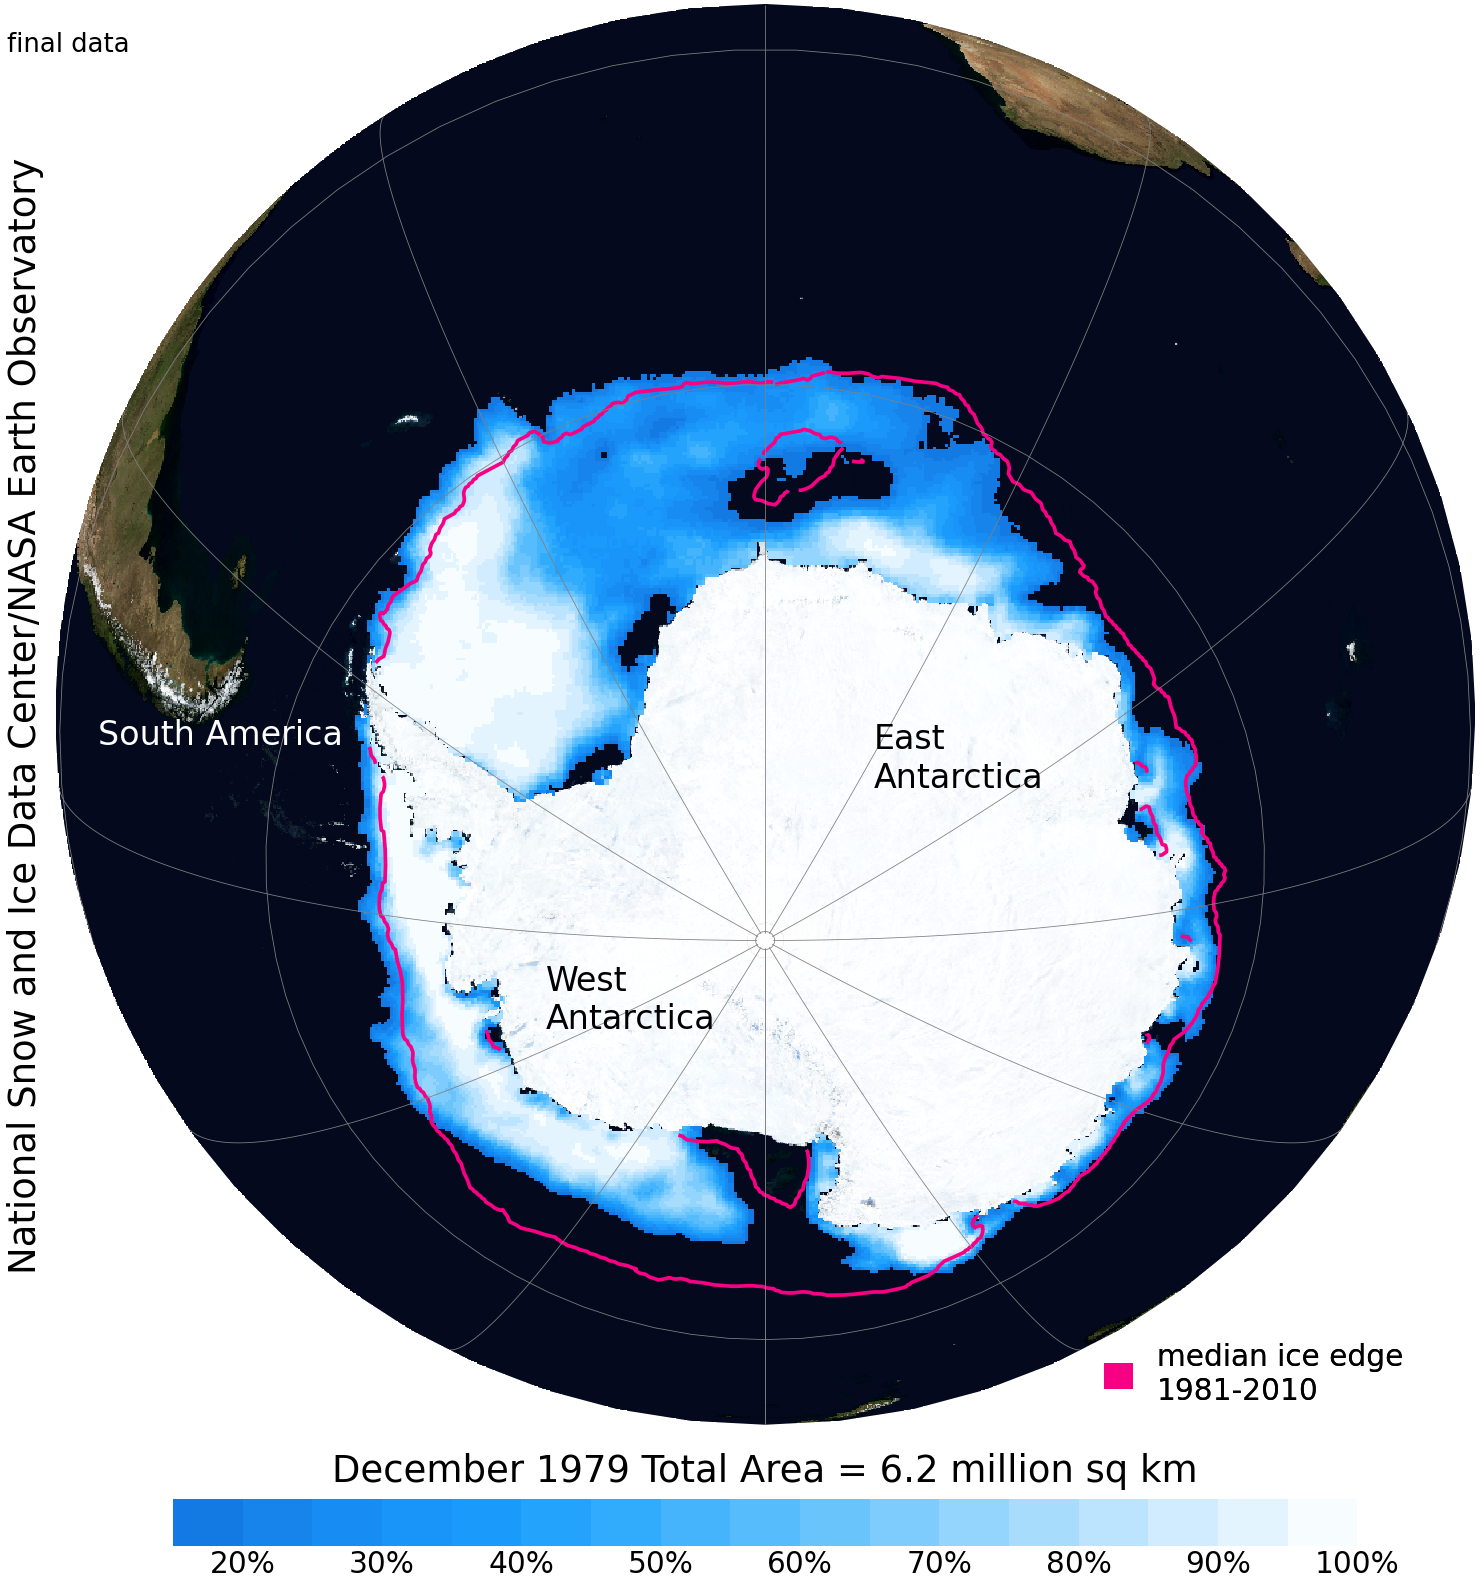 final data
National Snow and Ice Data Center/NASA Earth Observatory
South America
East
Antarctica
West
Antarctica
median ice edge
1981-2010
December 1979 Total Area = 6.2 million sq km
20% 30% 40% 50% 60% 70% 80% 90% 100%